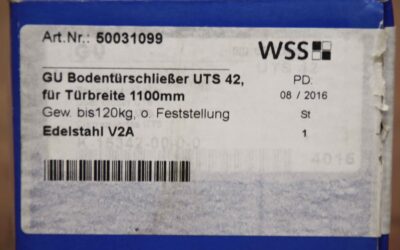 Art.Nr.: 50031099
WSS
GU Bodentürschließer UTS 42,
für Türbreite 1100mm
Gew. bis120kg, o. Feststellung
Edelstahl V2A
PD.
08 / 2016
St
1